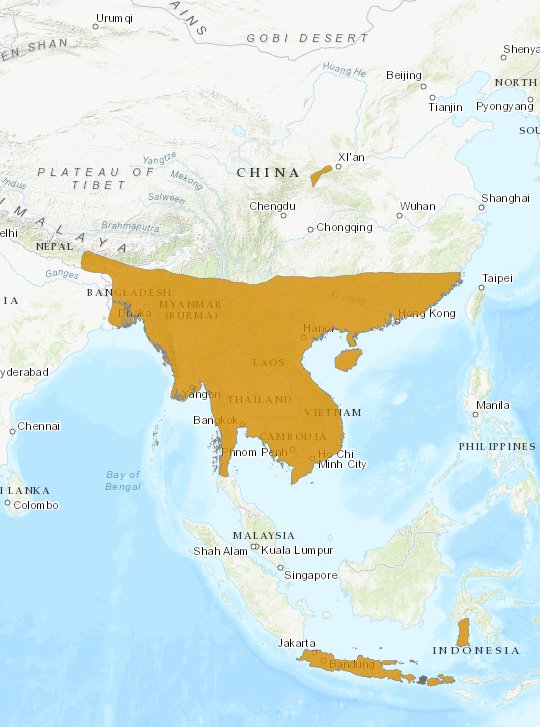 Urumqi
AINS
GOBI DESERT
EN SHAN
Shenya
Huang He
Beijing
NORTH
Tianjin
Pyongyang
SOU
XI'an
Yangtze
PLATEAU OF
TIBET
CHINA
Indus
Mekong
Salween
Chengdu
Wuhan
Shanghai
HIMALAYA
Chongqing
Brahmaputra
elhi
NEPAL
Ganges
Taipei
BANGLADESH
IA
MYANMAR
(BURMA)
Xi Jiang
Dhaka
Hong Kong
Hanoi
LAOS
yderabad
Yangon
THAILAND
Manila
VIETNAM
Bangkok
Chennai
CAMBODIA
PHILIPPINES
Phnom Penh
Ho Chi
Minh City
Bay of
Bengal
I LANKA
Colombo
MALAYSIA
Shah Alam
Kuala Lumpur
Singapore
Jakarta
INDONESIA
Bandung